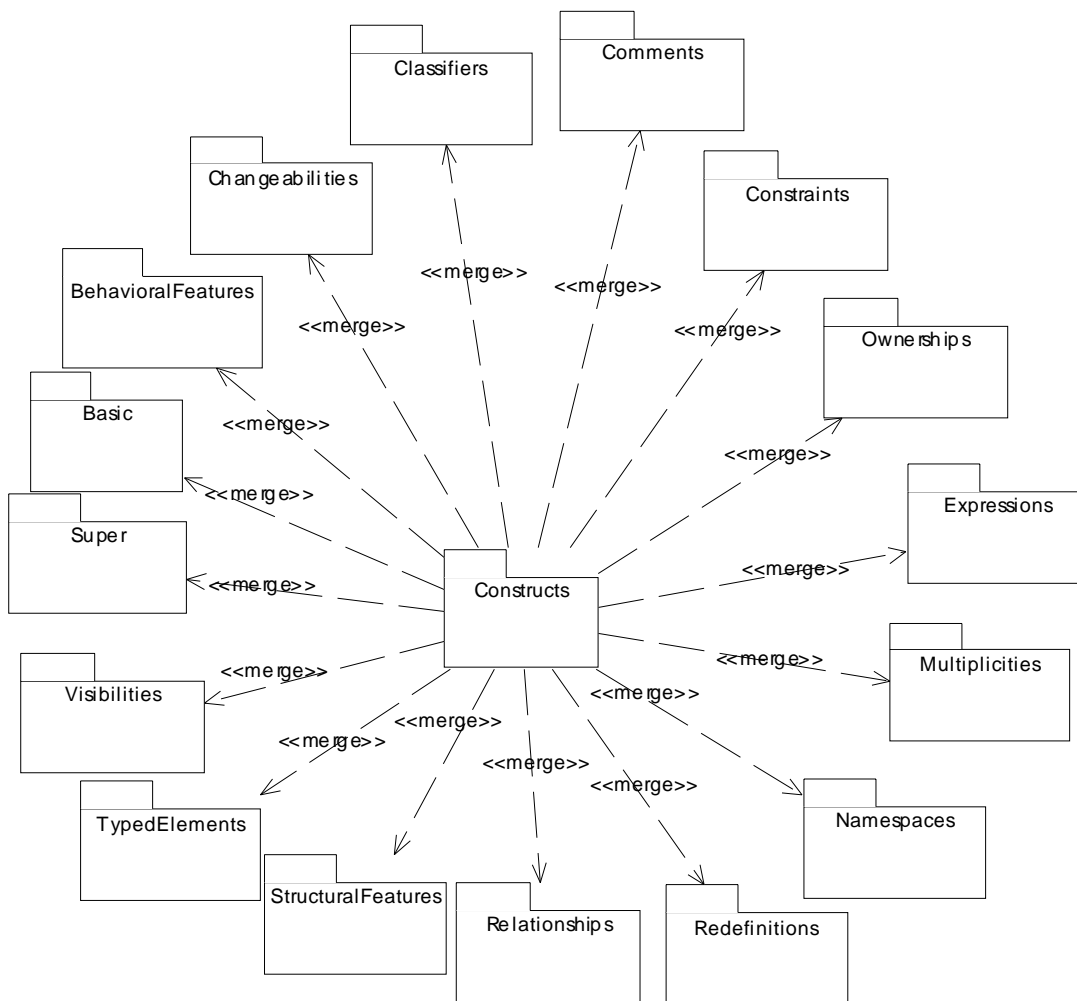 Comments
Classifiers
Changeabilities
Constraints
<<merge>>
<<merge>>
BehavioralFeatures
<<merge>>
<<merge>>
Ownerships
Basic
<<merge>>
<<merge>>
<<merge>>
Expressions
Super
<<merge>>
Constructs
<<merge>>
Multiplicities
<<merge>>
Visibilities
<<merge>>
<<merge>>
<<merge>>
<<merge>>
<<merge>>
TypedElements
Namespaces
StructuralFeatures
Relationships
Redefinitions